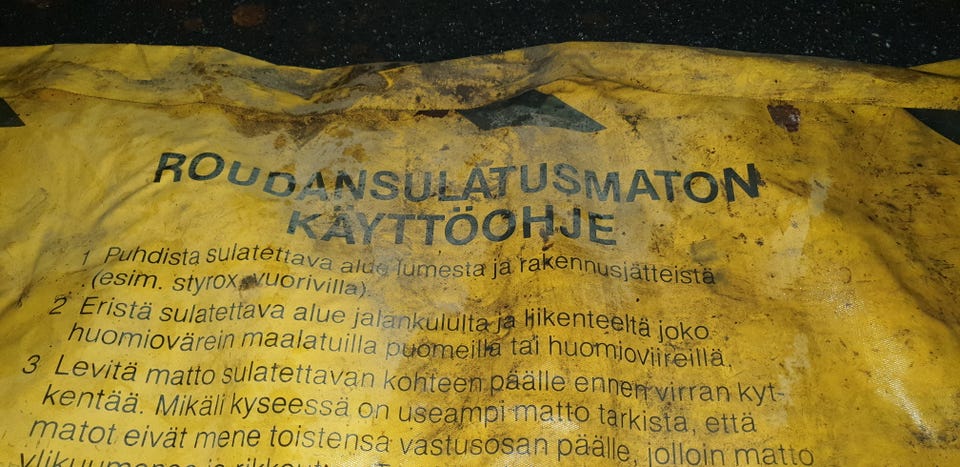 ROUDANSULATUSMATON
KÄYTTÖOHJE
1 Puhdista sulatettava alue lumesta ja rakennusjätteistä
(esim. styrox, vuorivilla).
2 Eristä sulatettava alue jalankululta ja liikenteeltä joko
huomiovärein maalatuilla puomeilla tai huomioviireillä.
3 Levitä matto sulatettavan kohteen päälle ennen virran kyt-
kentää. Mikäli kyseessä on useampi matto tarkista, että
matot eivät mene toistensa vastusosan päälle, jolloin matto
ylikuumenee ja